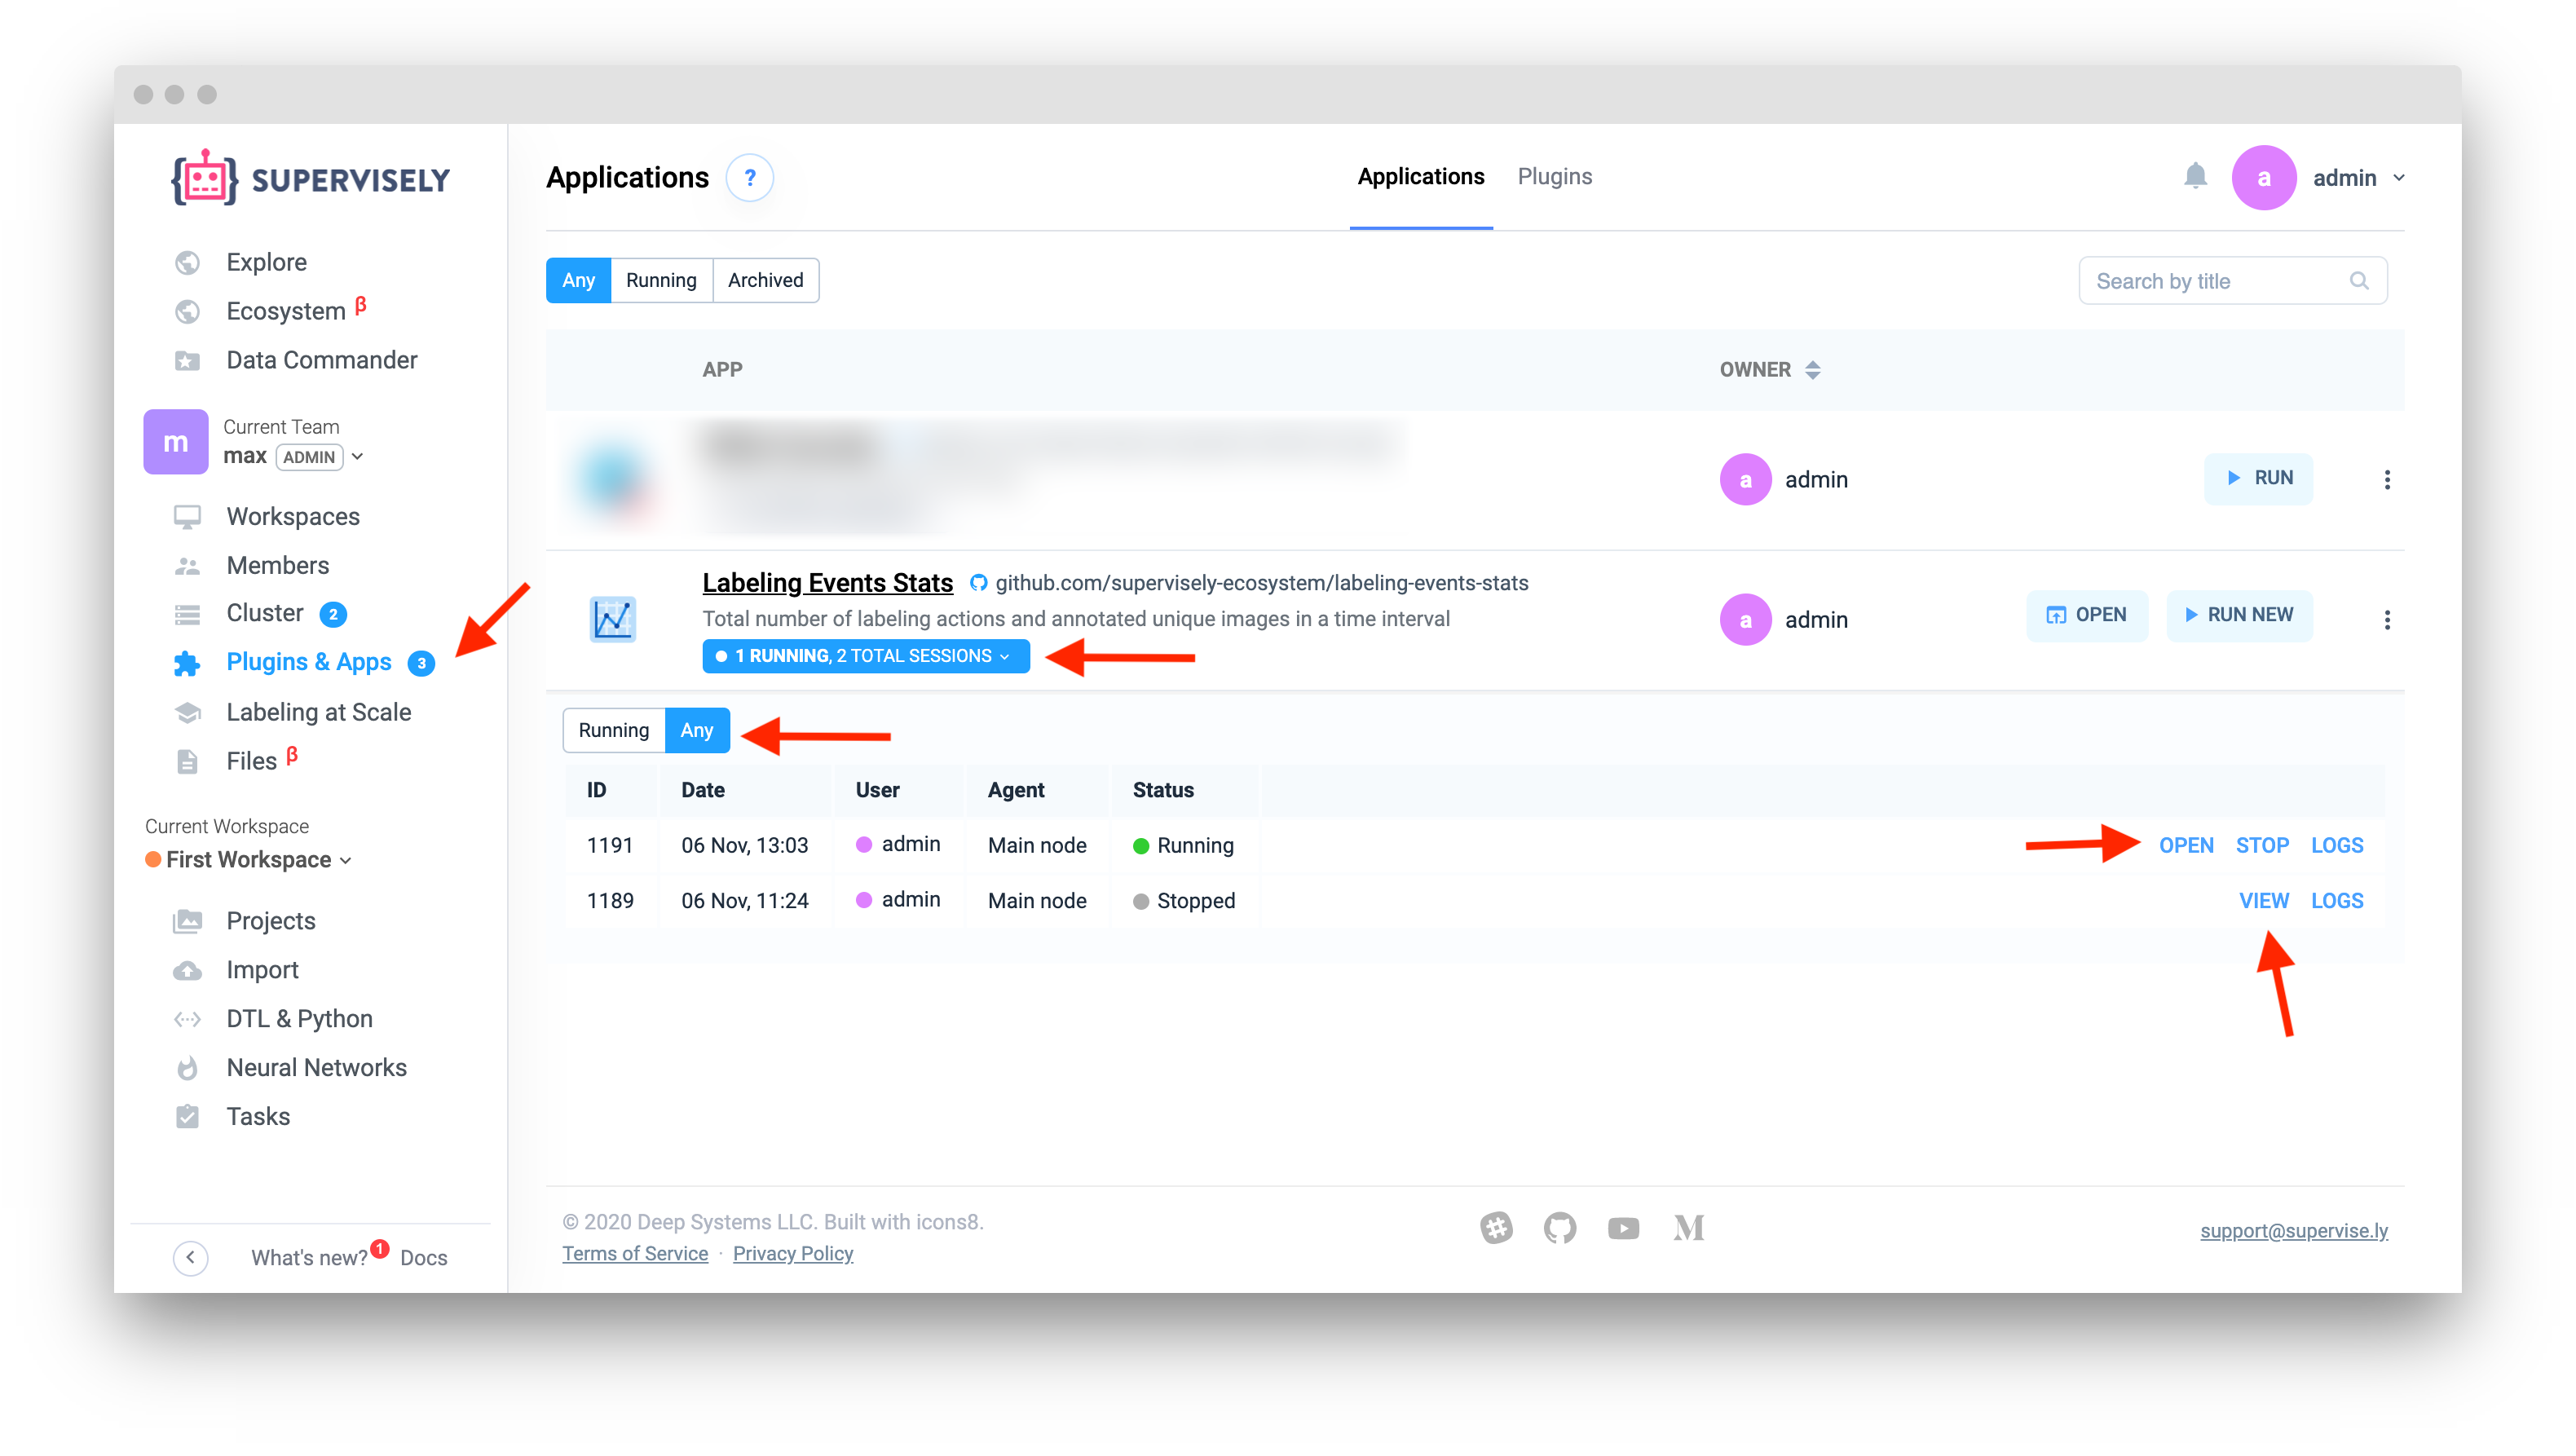 SUPERVISELY
Explore
Ecosystem β
Data Commander
m
Current Team
max ADMIN
Workspaces
Members
Cluster 2
Plugins & Apps 3
Labeling at Scale
Files β
Current Workspace
First Workspace
Projects
Import
DTL & Python
Neural Networks
Tasks
What's new? 1 Docs
Applications ?
Applications Plugins
a admin
Any Running Archived
Search by title
APP OWNER
a admin RUN
Labeling Events Stats github.com/supervisely-ecosystem/labeling-events-stats
Total number of labeling actions and annotated unique images in a time interval
1 RUNNING, 2 TOTAL SESSIONS
a admin OPEN RUN NEW
Running Any
ID Date User Agent Status
1191 06 Nov, 13:03 admin Main node Running OPEN STOP LOGS
1189 06 Nov, 11:24 admin Main node Stopped VIEW LOGS
© 2020 Deep Systems LLC. Built with icons8.
Terms of Service · Privacy Policy
M
support@supervise.ly